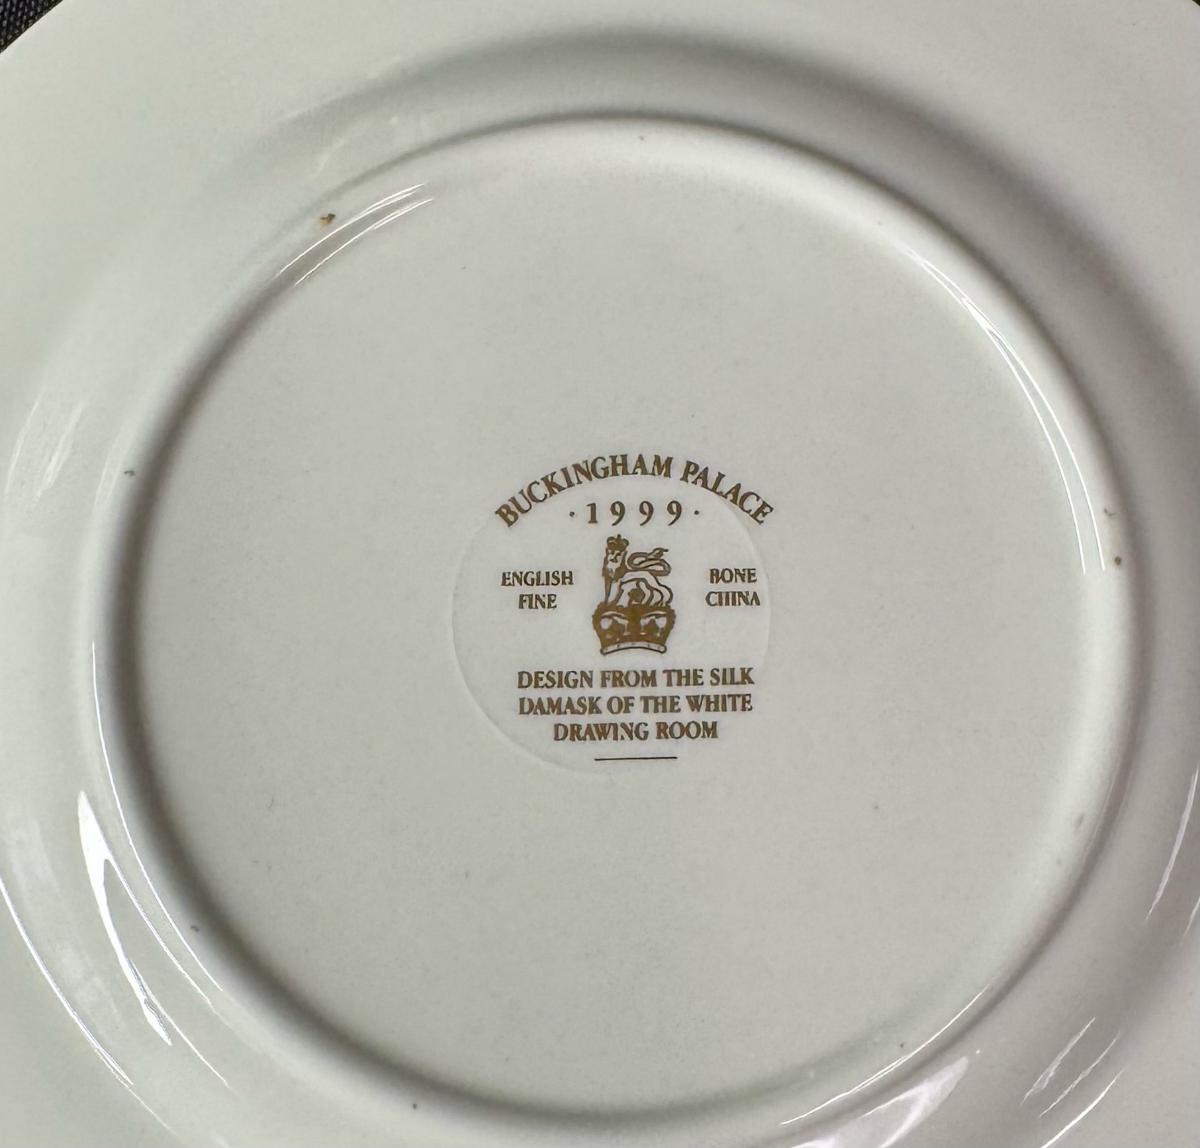 BUCKINGHAM PALACE
· 1999 ·
ENGLISH FINE
BONE CHINA
DESIGN FROM THE SILK
DAMASK OF THE WHITE
DRAWING ROOM